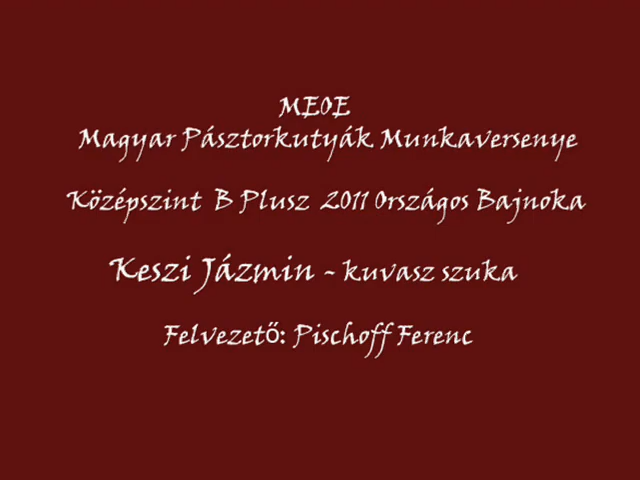 MEOE
Magyar Pásztorkutyák Munkaversenye
Középszint B Plusz 2011 Országos Bajnoka
Keszi Jázmin - kuvasz szuka
Felvezető: Pischoff Ferenc